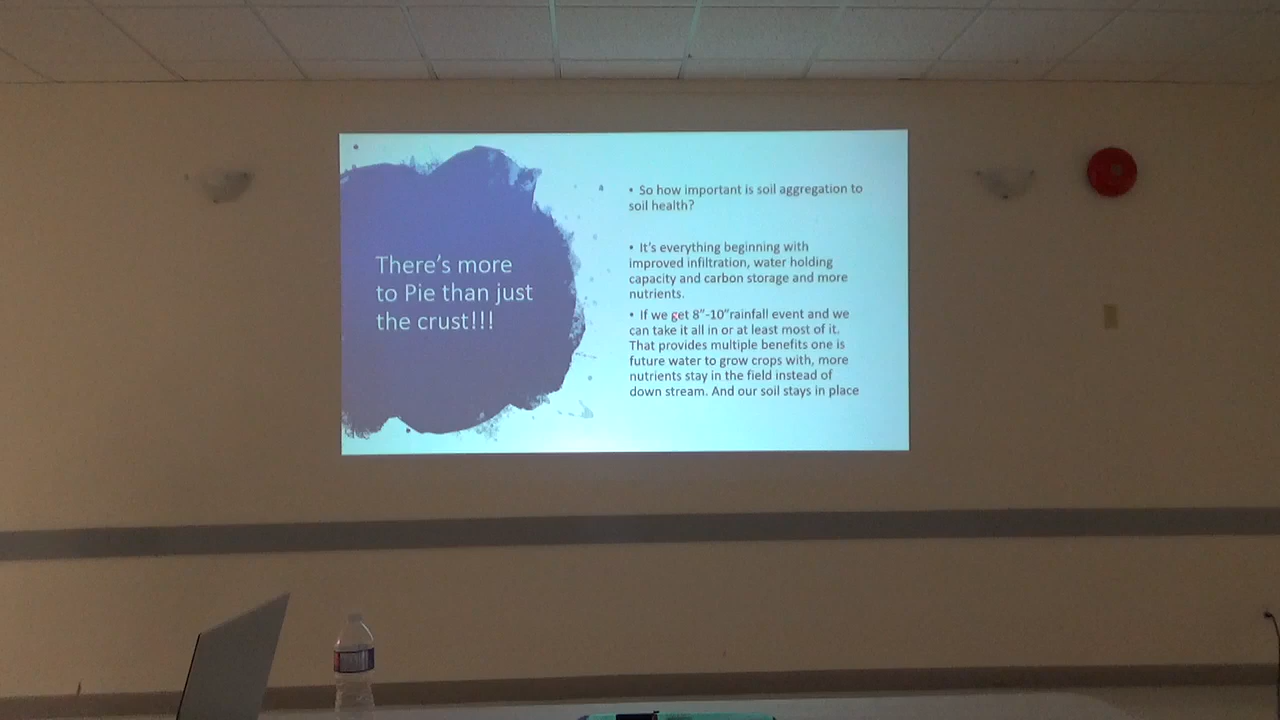 There's more
to Pie than just
the crust!!!
• So how important is soil aggregation to
soil health?
• It's everything beginning with
improved infiltration, water holding
capacity and carbon storage and more
nutrients.
• If we get 8"-10"rainfall event and we
can take it all in or at least most of it.
That provides multiple benefits one is
future water to grow crops with, more
nutrients stay in the field instead of
down stream. And our soil stays in place